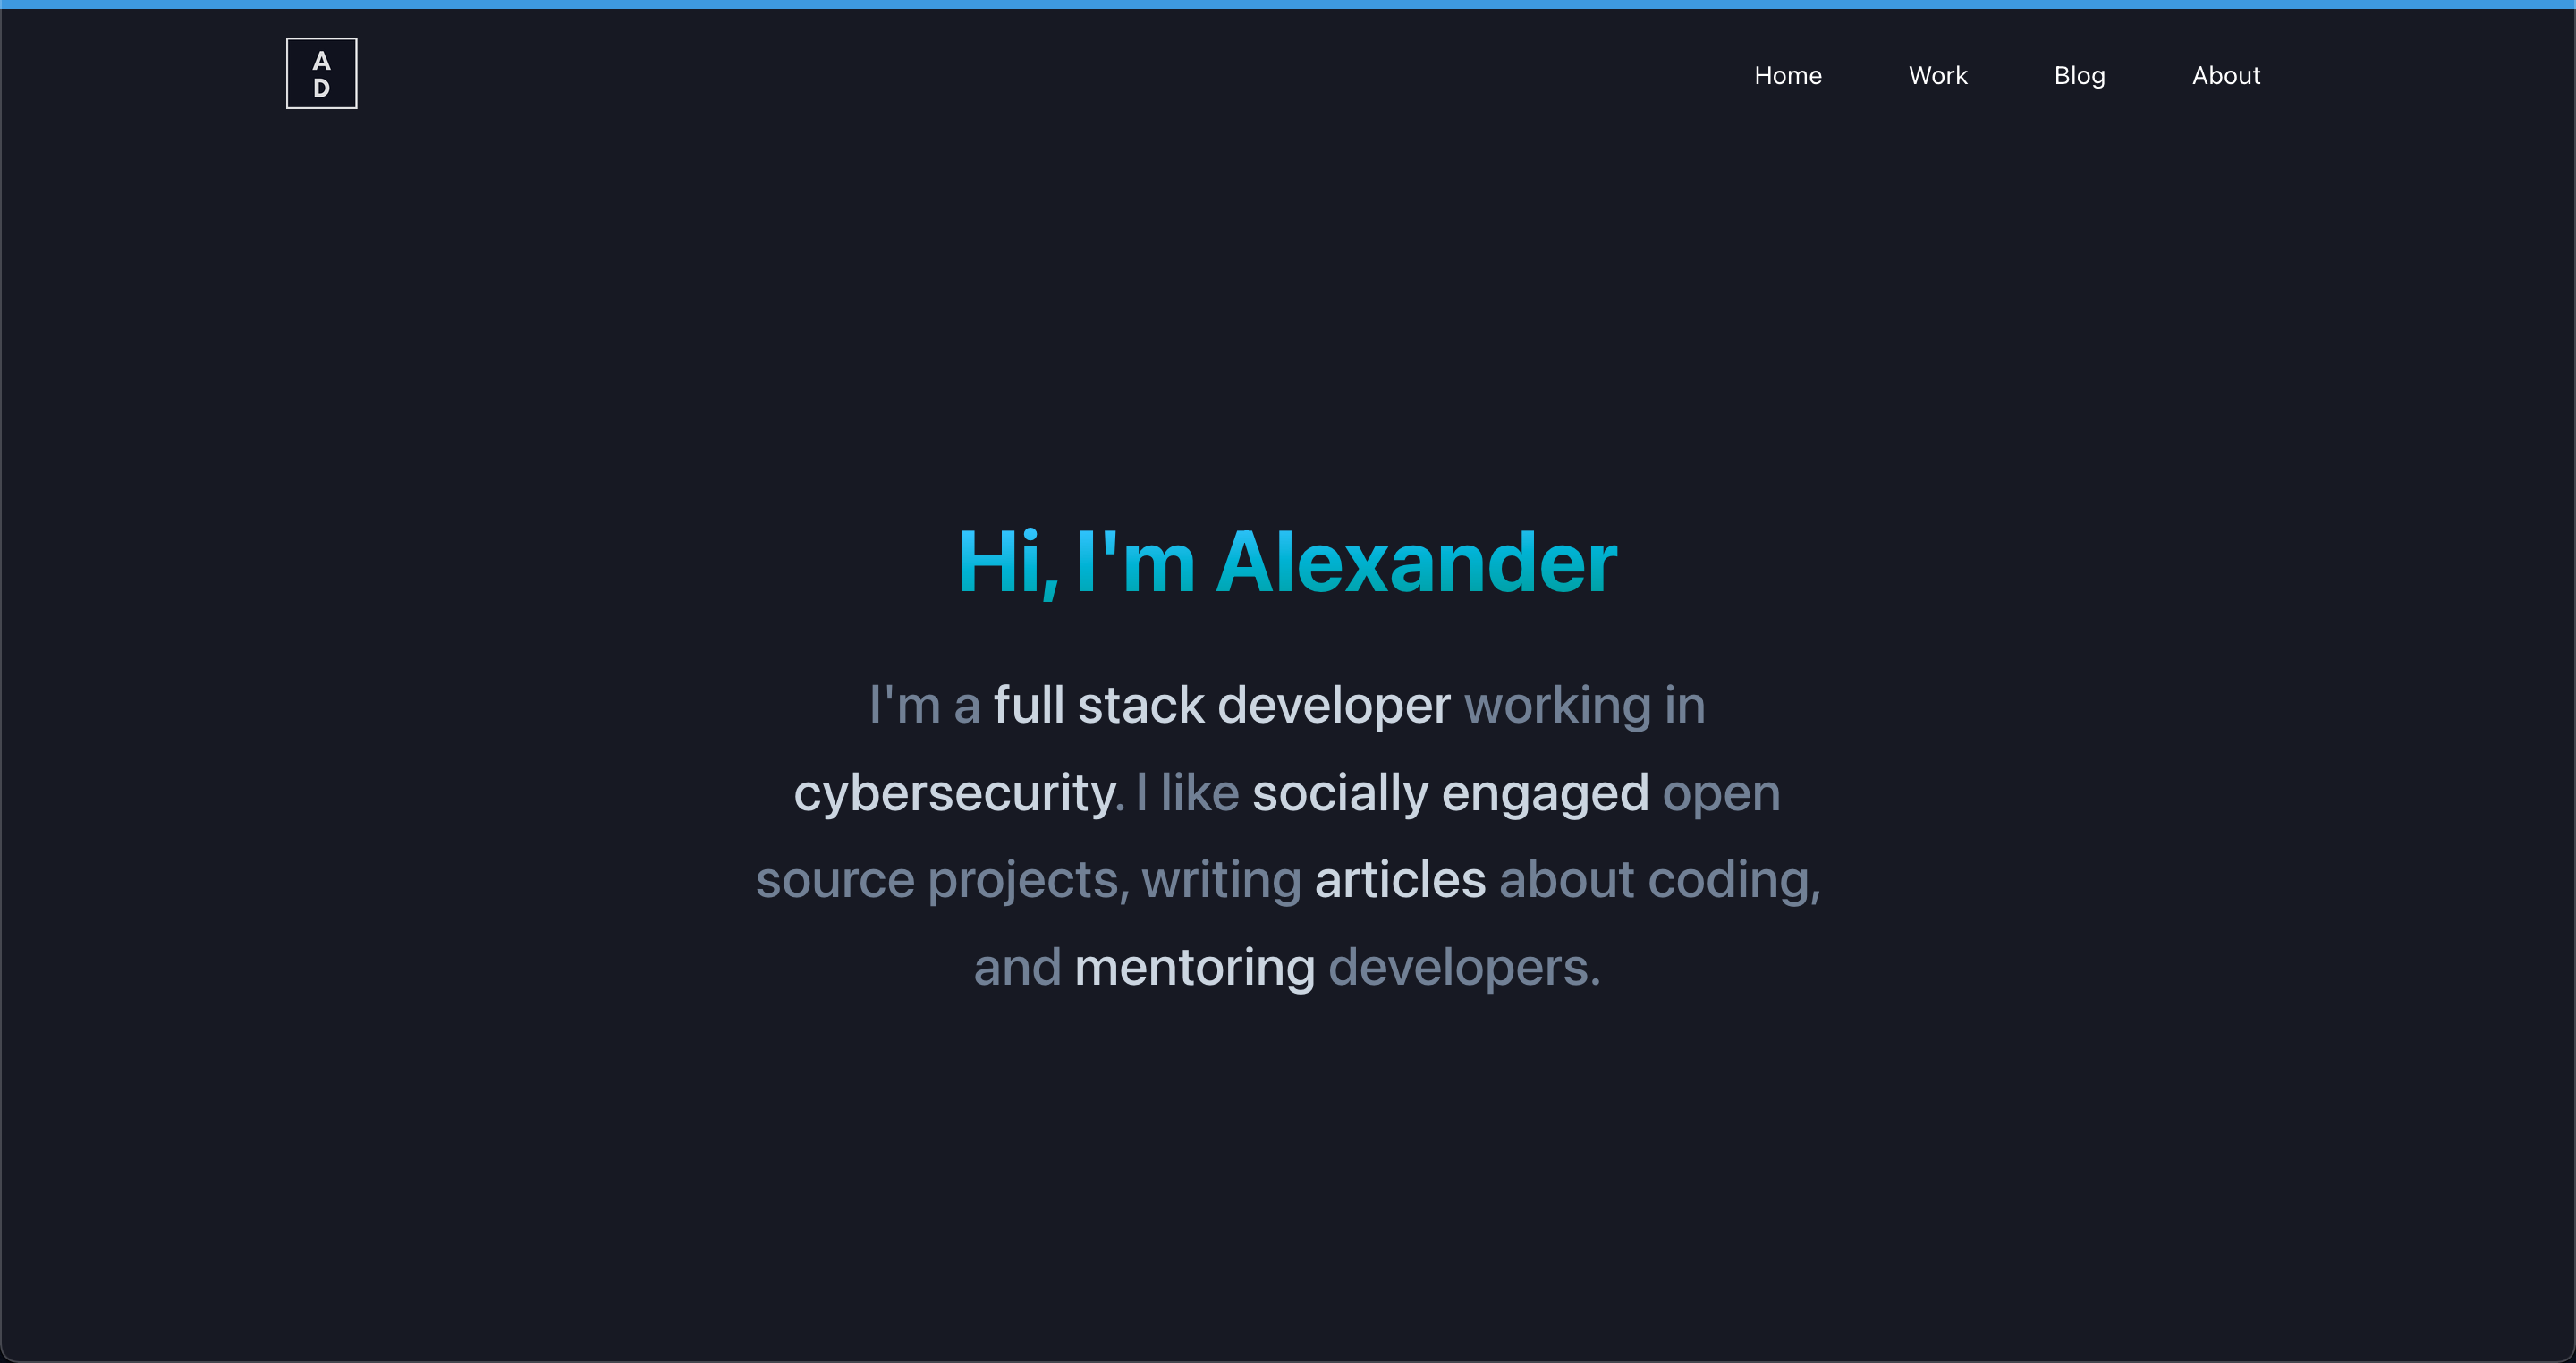 A
D
Home Work Blog About
Hi, I'm Alexander
I'm a full stack developer working in
cybersecurity. I like socially engaged open
source projects, writing articles about coding,
and mentoring developers.